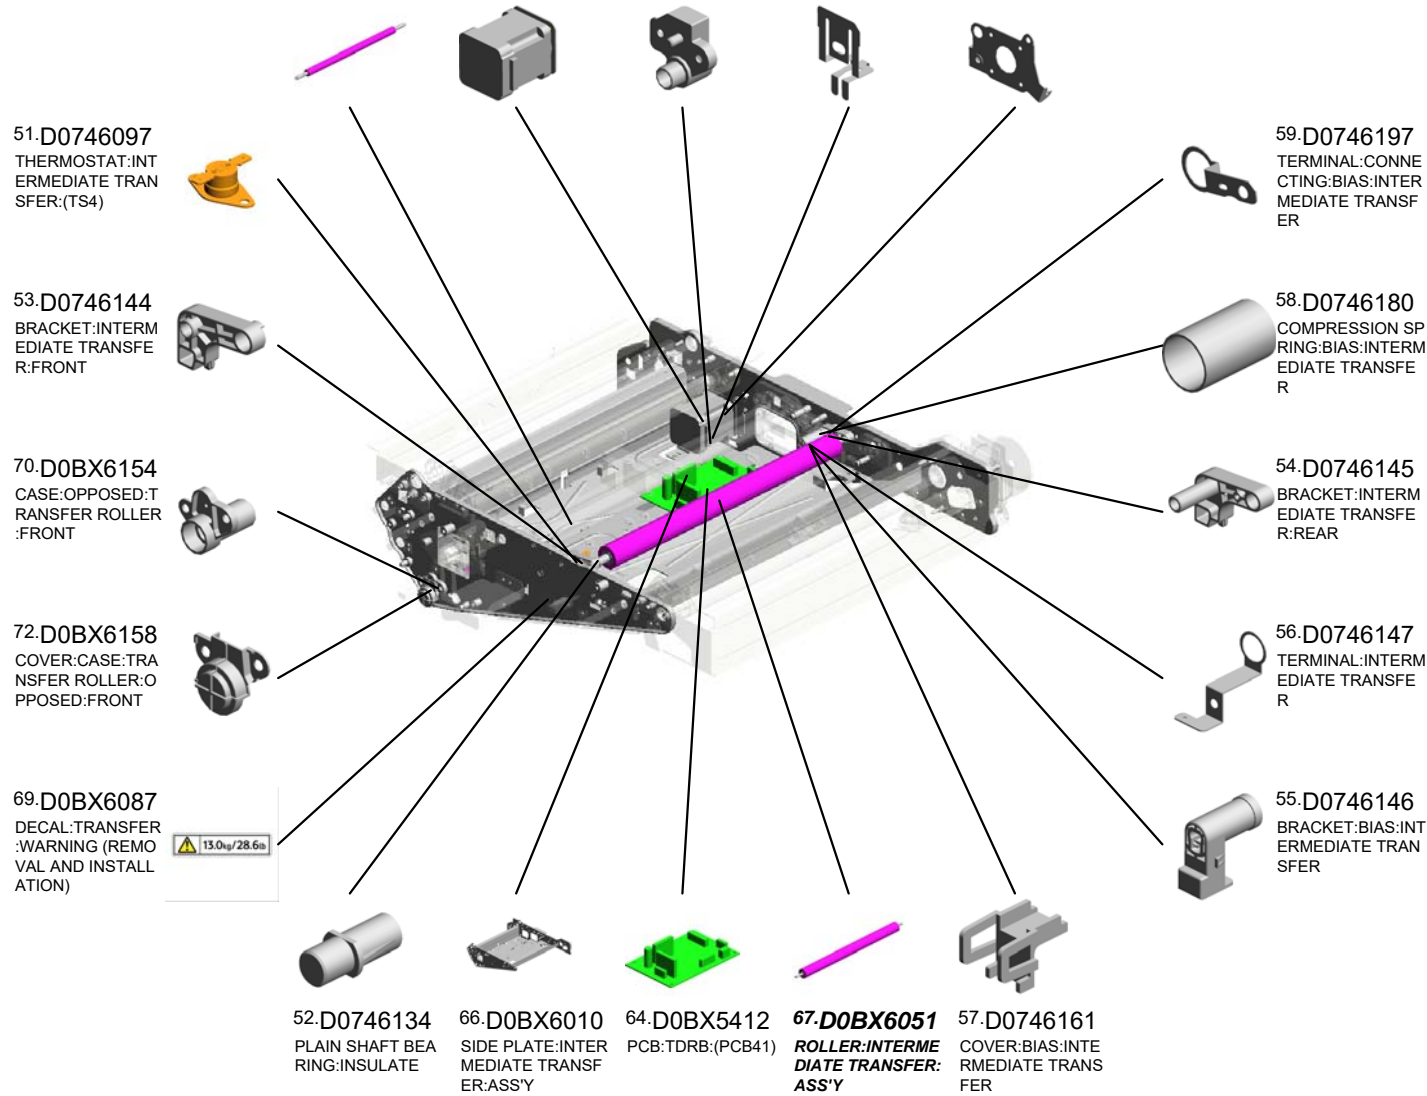 51.D0746097
THERMOSTAT:INT
ERMEDIATE TRAN
SFER:(TS4)
53.D0746144
BRACKET:INTERM
EDIATE TRANSFE
R:FRONT
70.D0BX6154
CASE:OPPOSED:T
RANSFER ROLLER
:FRONT
72.D0BX6158
COVER:CASE:TRA
NSFER ROLLER:O
PPOSED:FRONT
69.D0BX6087
DECAL:TRANSFER
:WARNING (REMO
VAL AND INSTALL
ATION)
13.0kg/28.6lb
59.D0746197
TERMINAL:CONNE
CTING:BIAS:INTER
MEDIATE TRANSF
ER
58.D0746180
COMPRESSION SP
RING:BIAS:INTERM
EDIATE TRANSFE
R
54.D0746145
BRACKET:INTERM
EDIATE TRANSFE
R:REAR
56.D0746147
TERMINAL:INTERM
EDIATE TRANSFE
R
55.D0746146
BRACKET:BIAS:INT
ERMEDIATE TRAN
SFER
52.D0746134
PLAIN SHAFT BEA
RING:INSULATE
66.D0BX6010
SIDE PLATE:INTER
MEDIATE TRANSF
ER:ASS'Y
64.D0BX5412
PCB:TDRB:(PCB41)
67.D0BX6051
ROLLER:INTERME
DIATE TRANSFER:
ASS'Y
57.D0746161
COVER:BIAS:INTE
RMEDIATE TRANS
FER